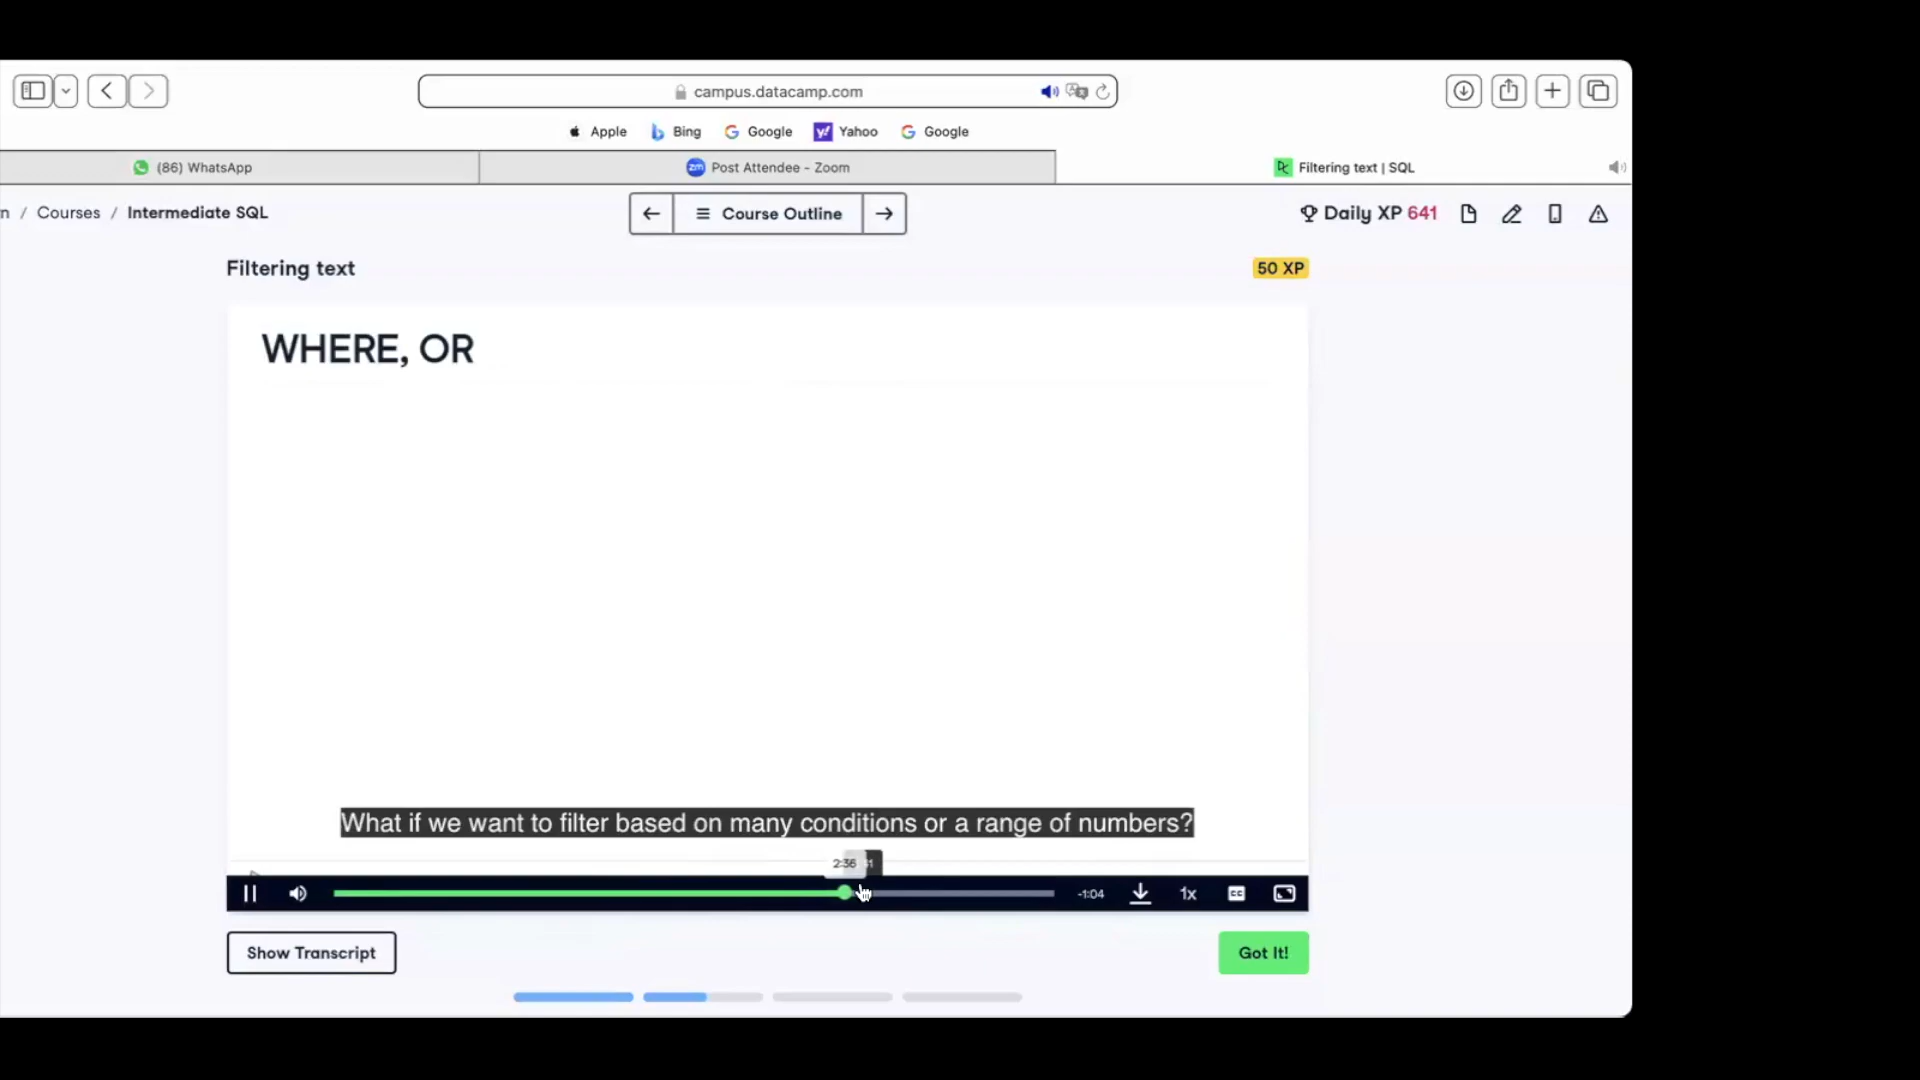 campus.datacamp.com
Apple Bing Google Yahoo Google
(86) WhatsApp Post Attendee - Zoom Filtering text | SQL
n / Courses / Intermediate SQL Course Outline Daily XP 641
Filtering text 50 XP
WHERE, OR
What if we want to filter based on many conditions or a range of numbers?
2:36
-1:04 1x CC
Show Transcript Got It!